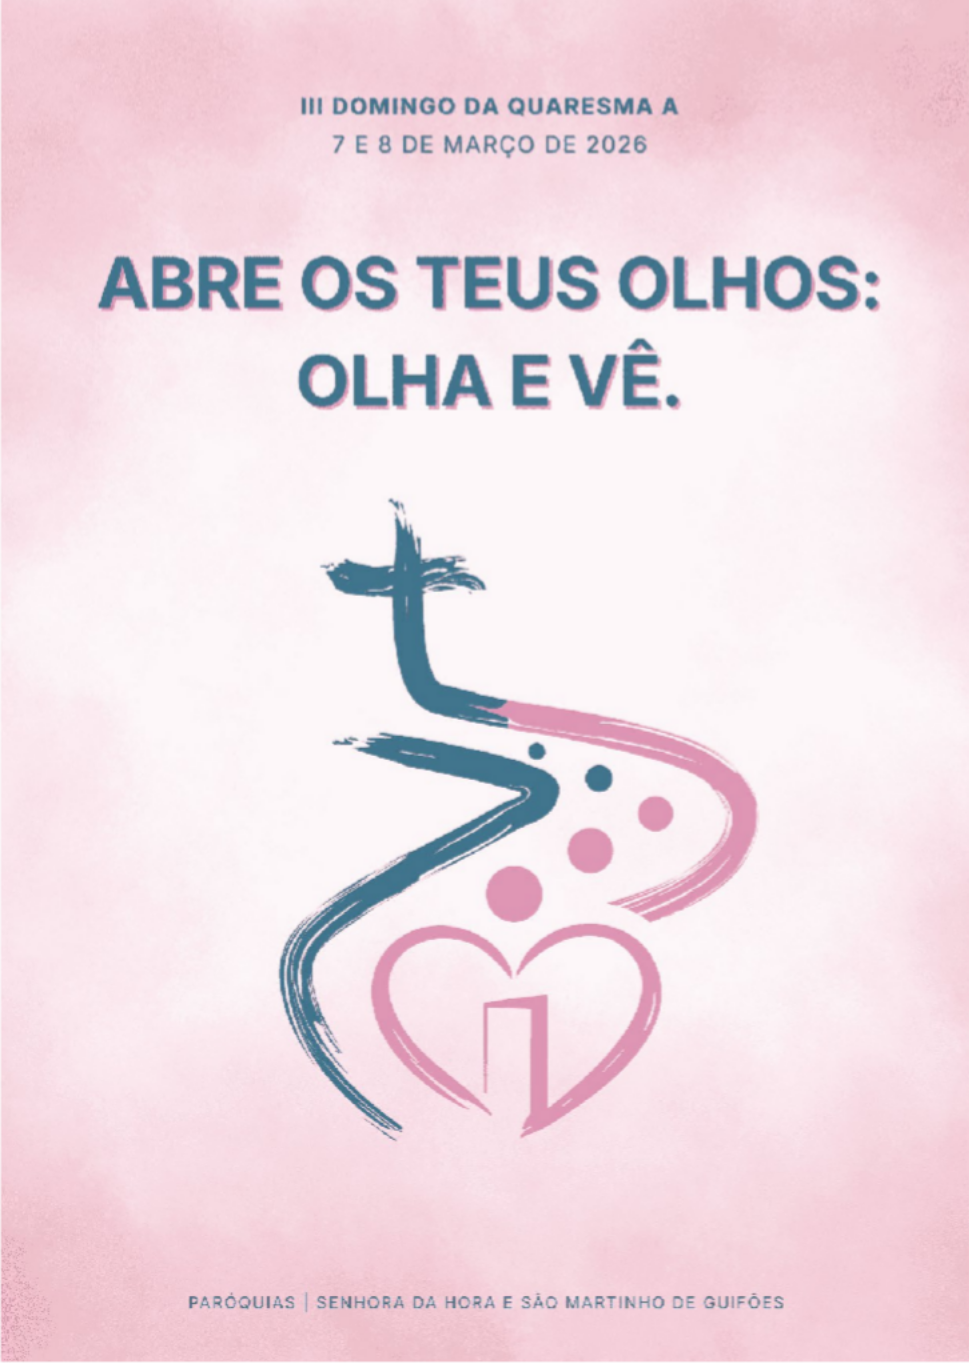 III DOMINGO DA QUARESMA A
7 E 8 DE MARÇO DE 2026
ABRE OS TEUS OLHOS:
OLHA E VÊ.
PARÓQUIAS | SENHORA DA HORA E SÃO MARTINHO DE GUIFÕES